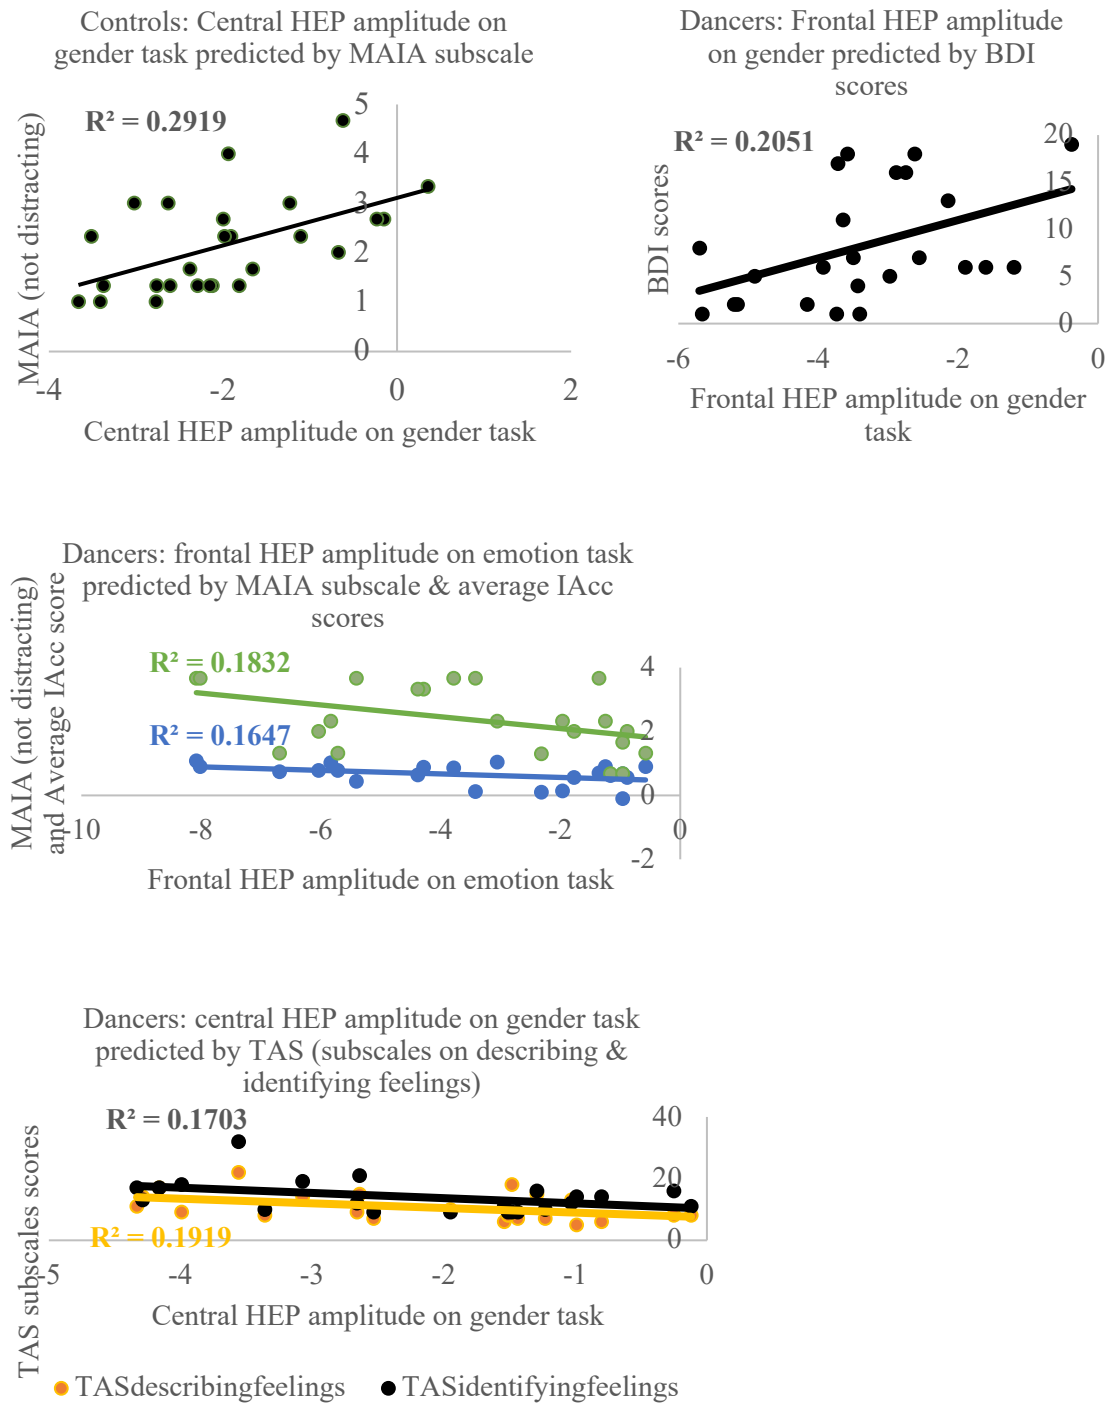 Controls: Central HEP amplitude on
gender task predicted by MAIA subscale
R² = 0.2919
MAIA (not distracting)
5
4
3
2
1
0
-4
-2
0
2
Central HEP amplitude on gender task
Dancers: Frontal HEP amplitude
on gender predicted by BDI
scores
R² = 0.2051
BDI scores
20
15
10
5
0
-6
-4
-2
0
Frontal HEP amplitude on gender
task
Dancers: frontal HEP amplitude on emotion task
predicted by MAIA subscale & average IAcc
scores
MAIA (not distracting)
and Average IAcc score
R² = 0.1832
R² = 0.1647
4
2
0
-2
-10
-8
-6
-4
-2
0
Frontal HEP amplitude on emotion task
Dancers: central HEP amplitude on gender task
predicted by TAS (subscales on describing &
identifying feelings)
R² = 0.1703
R² = 0.1919
TAS subscales scores
40
20
0
-5
-4
-3
-2
-1
0
Central HEP amplitude on gender task
TASdescribingfeelings
TASidentifyingfeelings